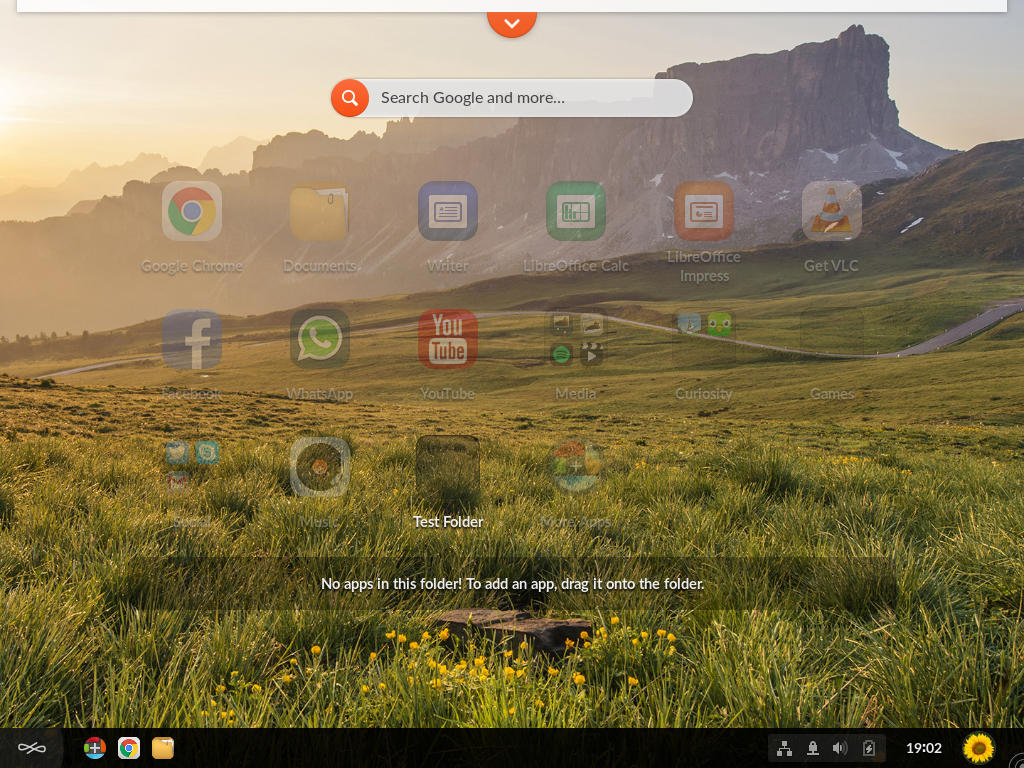 Search Google and more...
Google Chrome
Documents
Writer
LibreOffice Calc
LibreOffice
Impress
Get VLC
You
Tube
Facebook
WhatsApp
YouTube
Media
Curiosity
Games
Social
Music
Test Folder
More Apps
No apps in this folder! To add an app, drag it onto the folder.
19:02